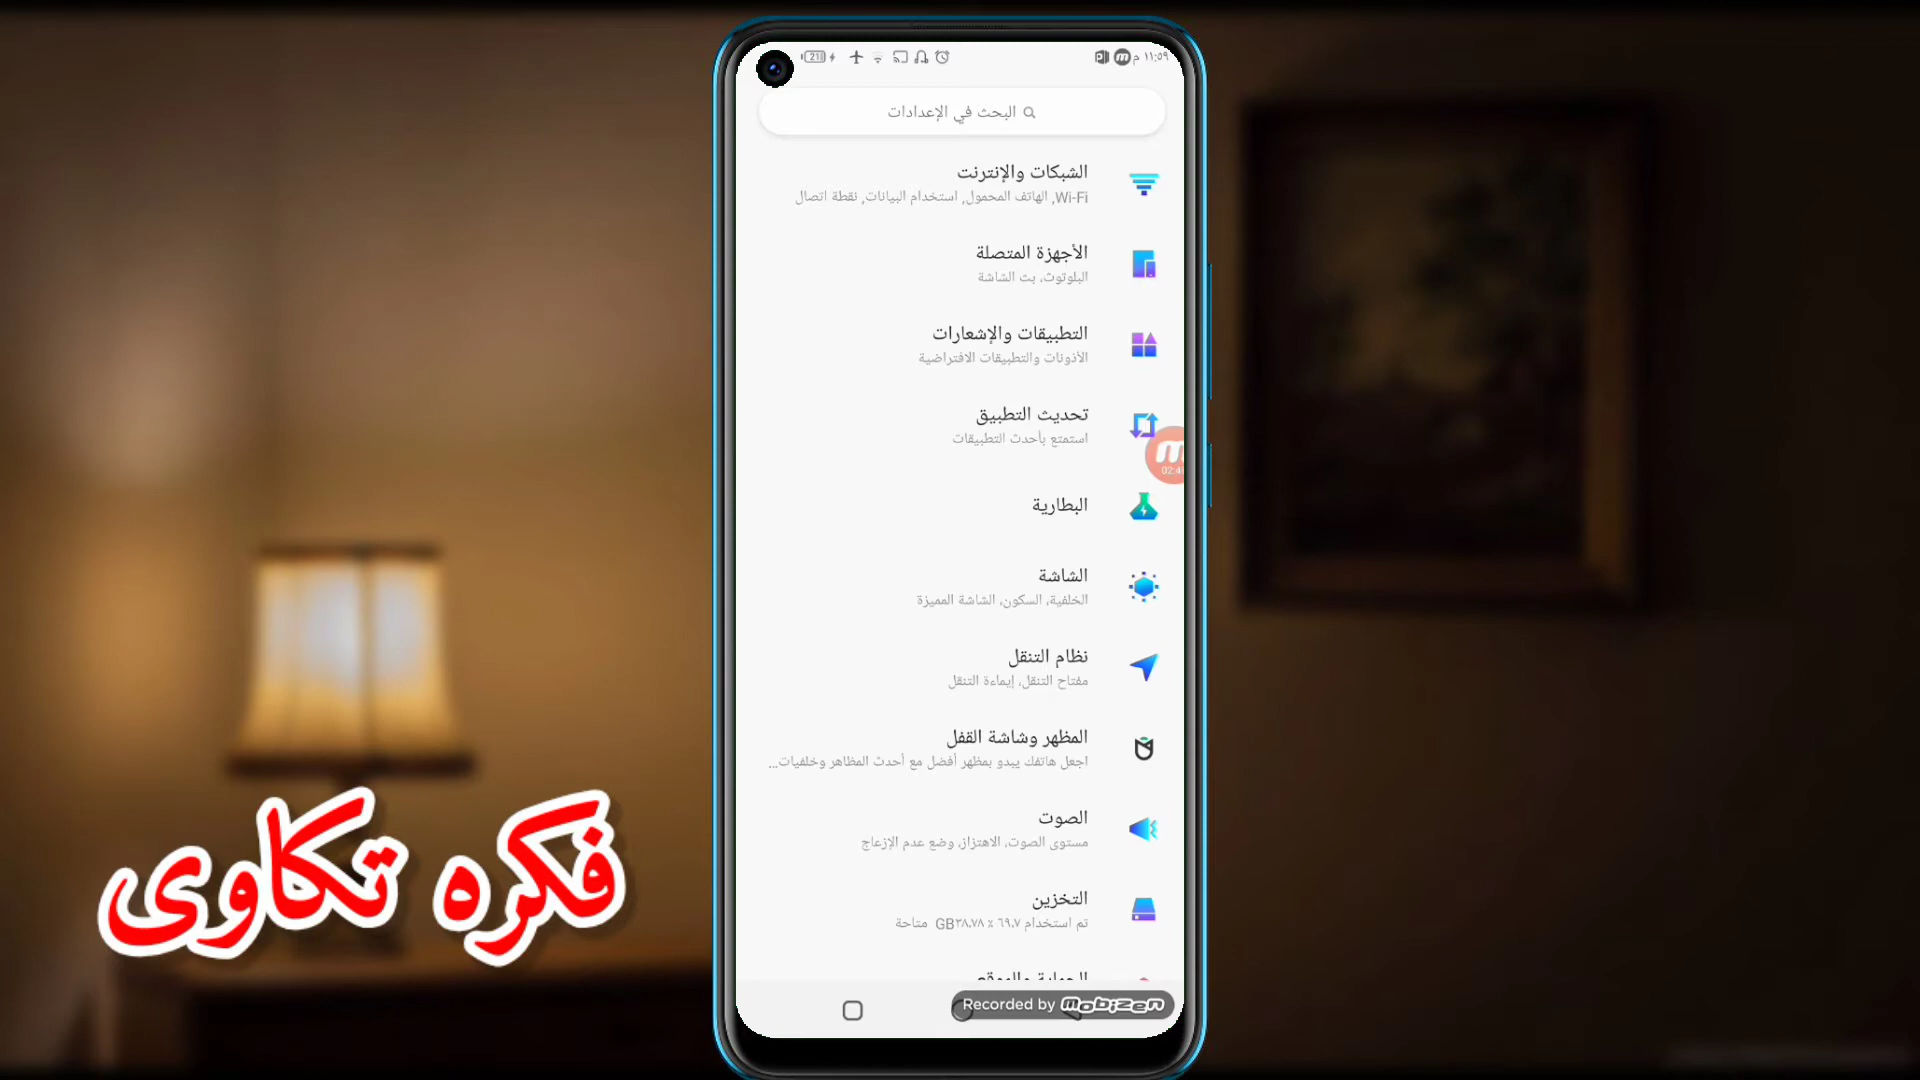 21 م ١١:٥٩
البحث في الإعدادات
الشبكات والإنترنت
Wi-Fi, الهاتف المحمول, استخدام البيانات, نقطة اتصال
الأجهزة المتصلة
البلوتوث، بث الشاشة
التطبيقات والإشعارات
الأذونات والتطبيقات الافتراضية
تحديث التطبيق
استمتع بأحدث التطبيقات
البطارية
الشاشة
الخلفية، السكون، الشاشة المميزة
نظام التنقل
مفتاح التنقل، إيماءة التنقل
المظهر وشاشة القفل
اجعل هاتفك يبدو بمظهر أفضل مع أحدث المظاهر وخلفيات...
الصوت
مستوى الصوت، الاهتزاز، وضع عدم الإزعاج
التخزين
تم استخدام ٦٩،٧ ٪ GB٣٨،٧٨ متاحة
Recorded by mobizen
فكره تكاوى